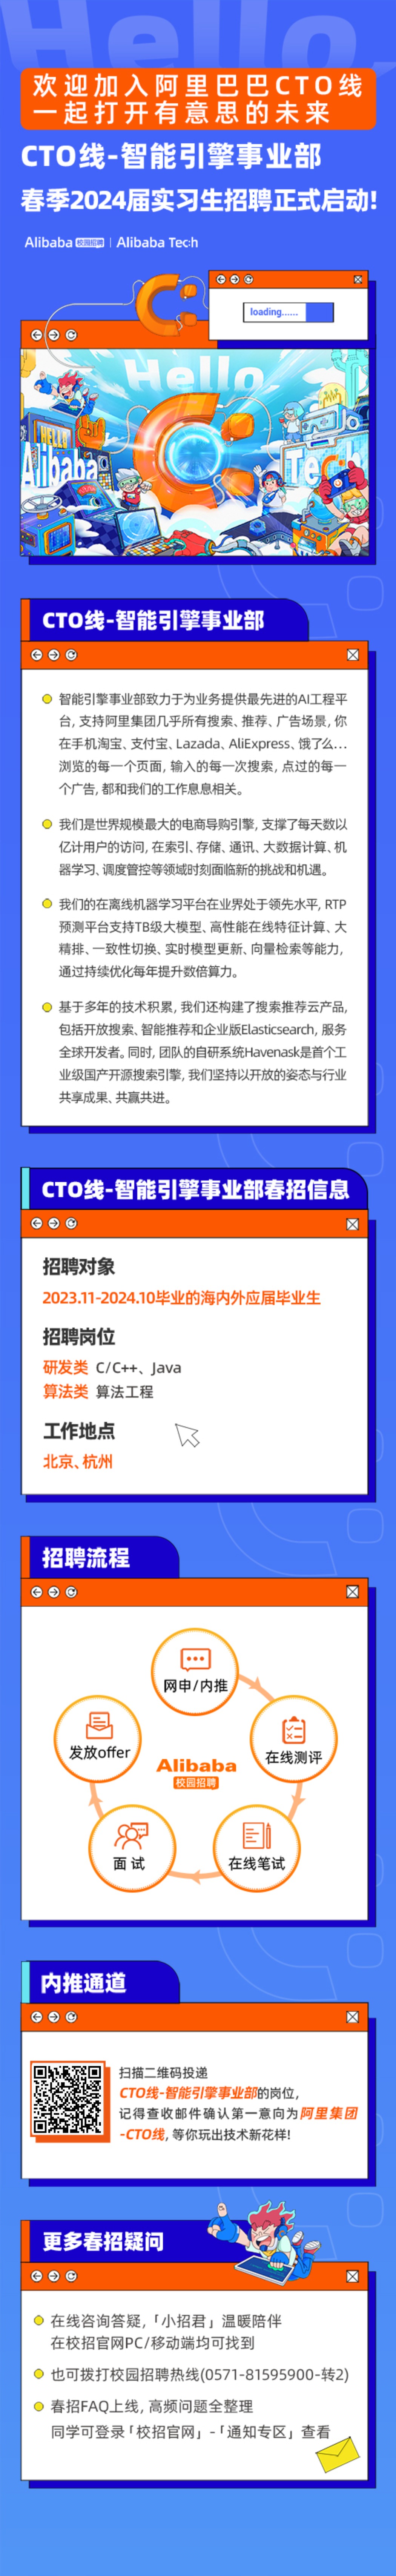 Hello,
欢迎加入阿里巴巴CTO线
一起打开有意思的未来
CTO线-智能引擎事业部
春季2024届实习生招聘正式启动!
Alibaba 校园招聘 | Alibaba Tech
loading......
Hello,
HELLO
Alibaba
Tech
CTO线-智能引擎事业部
智能引擎事业部致力于为业务提供最先进的AI工程平
台, 支持阿里集团几乎所有搜索、推荐、广告场景, 你
在手机淘宝、支付宝、Lazada、AliExpress、饿了么…
浏览的每一个页面, 输入的每一次搜索, 点过的每一
个广告, 都和我们的工作息息相关。
我们是世界规模最大的电商导购引擎, 支撑了每天数以
亿计用户的访问, 在索引、存储、通讯、大数据计算、机
器学习、调度管控等领域时刻面临新的挑战和机遇。
我们的在离线机器学习平台在业界处于领先水平, RTP
预测平台支持TB级大模型、高性能在线特征计算、大
精排、一致性切换、实时模型更新、向量检索等能力,
通过持续优化每年提升数倍算力。
基于多年的技术积累, 我们还构建了搜索推荐云产品,
包括开放搜索、智能推荐和企业版Elasticsearch, 服务
全球开发者。同时, 团队的自研系统Havenask是首个工
业级国产开源搜索引擎, 我们坚持以开放的姿态与行业
共享成果、共赢共进。
CTO线-智能引擎事业部春招信息
招聘对象
2023.11-2024.10毕业的海内外应届毕业生
招聘岗位
研发类 C/C++、Java
算法类 算法工程
工作地点
北京、杭州
招聘流程
网申/内推
在线测评
在线笔试
面试
发放offer
Alibaba
校园招聘
内推通道
扫描二维码投递
CTO线-智能引擎事业部的岗位,
记得查收邮件确认第一意向为阿里集团
-CTO线, 等你玩出技术新花样!
更多春招疑问
在线咨询答疑,「小招君」温暖陪伴
在校招官网PC/移动端均可找到
也可拨打校园招聘热线(0571-81595900-转2)
春招FAQ上线, 高频问题全整理
同学可登录「校招官网」-「通知专区」查看